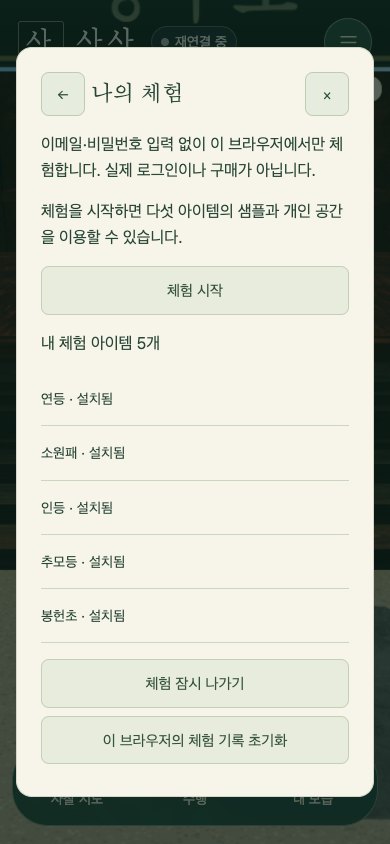 사 사사
재연결 중
← 나의 체험 ×
이메일·비밀번호 입력 없이 이 브라우저에서만 체
험합니다. 실제 로그인이나 구매가 아닙니다.
체험을 시작하면 다섯 아이템의 샘플과 개인 공간
을 이용할 수 있습니다.
체험 시작
내 체험 아이템 5개
연등 · 설치됨
소원패 · 설치됨
인등 · 설치됨
추모등 · 설치됨
봉헌초 · 설치됨
체험 잠시 나가기
이 브라우저의 체험 기록 초기화
사찰 지도 수행 내 모습